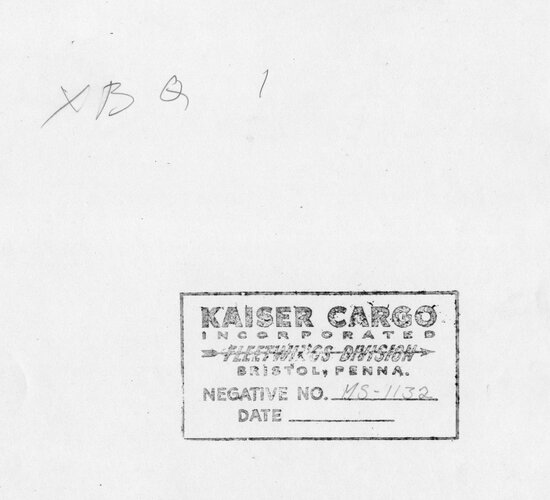 XBQ 1
KAISER CARGO
INCORPORATED
FLEETWINGS DIVISION
BRISTOL, PENNA.
NEGATIVE NO. MS-1132
DATE